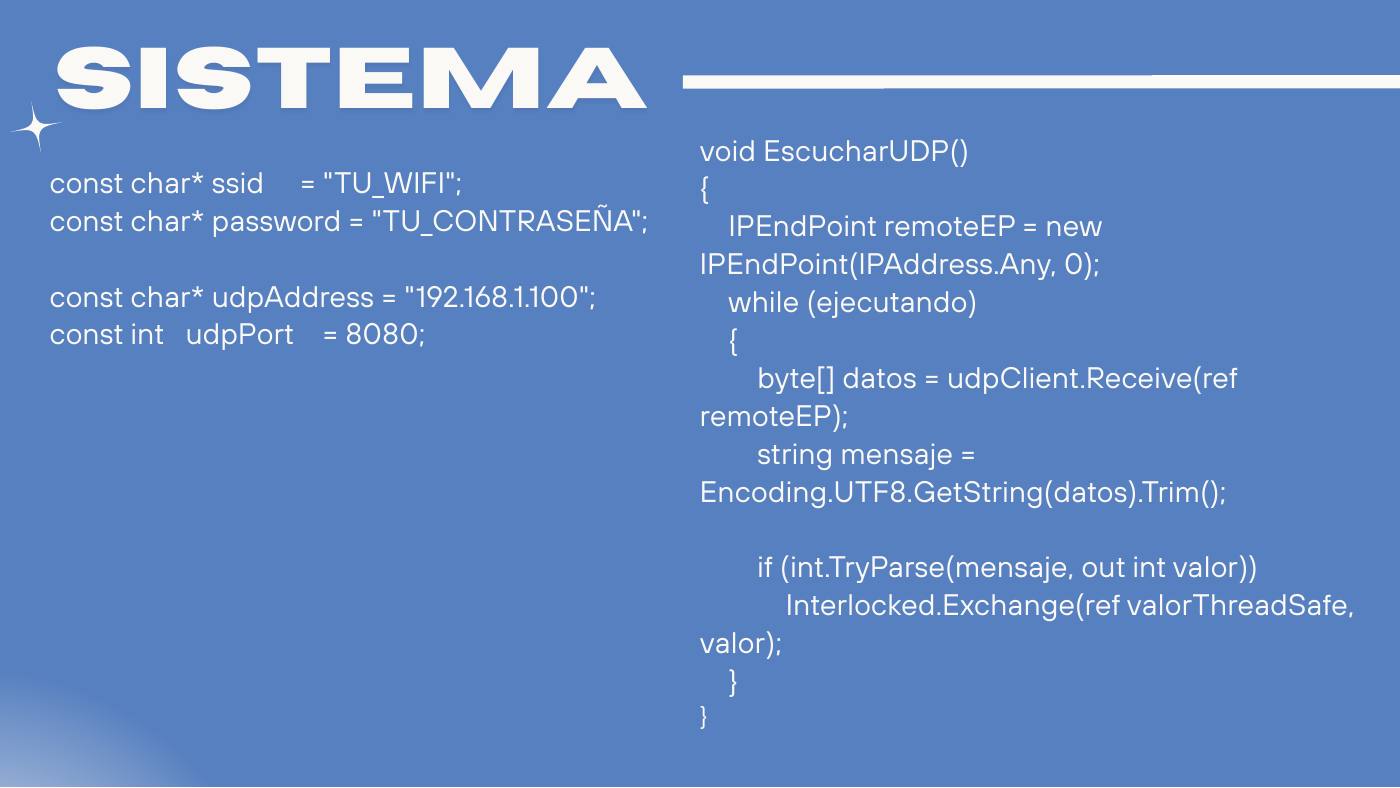 SISTEMA
const char* ssid     = "TU_WIFI";
const char* password = "TU_CONTRASEÑA";

const char* udpAddress = "192.168.1.100";
const int   udpPort    = 8080;

void EscucharUDP()
{
    IPEndPoint remoteEP = new
IPEndPoint(IPAddress.Any, 0);
    while (ejecutando)
    {
        byte[] datos = udpClient.Receive(ref
remoteEP);
        string mensaje =
Encoding.UTF8.GetString(datos).Trim();

        if (int.TryParse(mensaje, out int valor))
            Interlocked.Exchange(ref valorThreadSafe,
valor);
    }
}